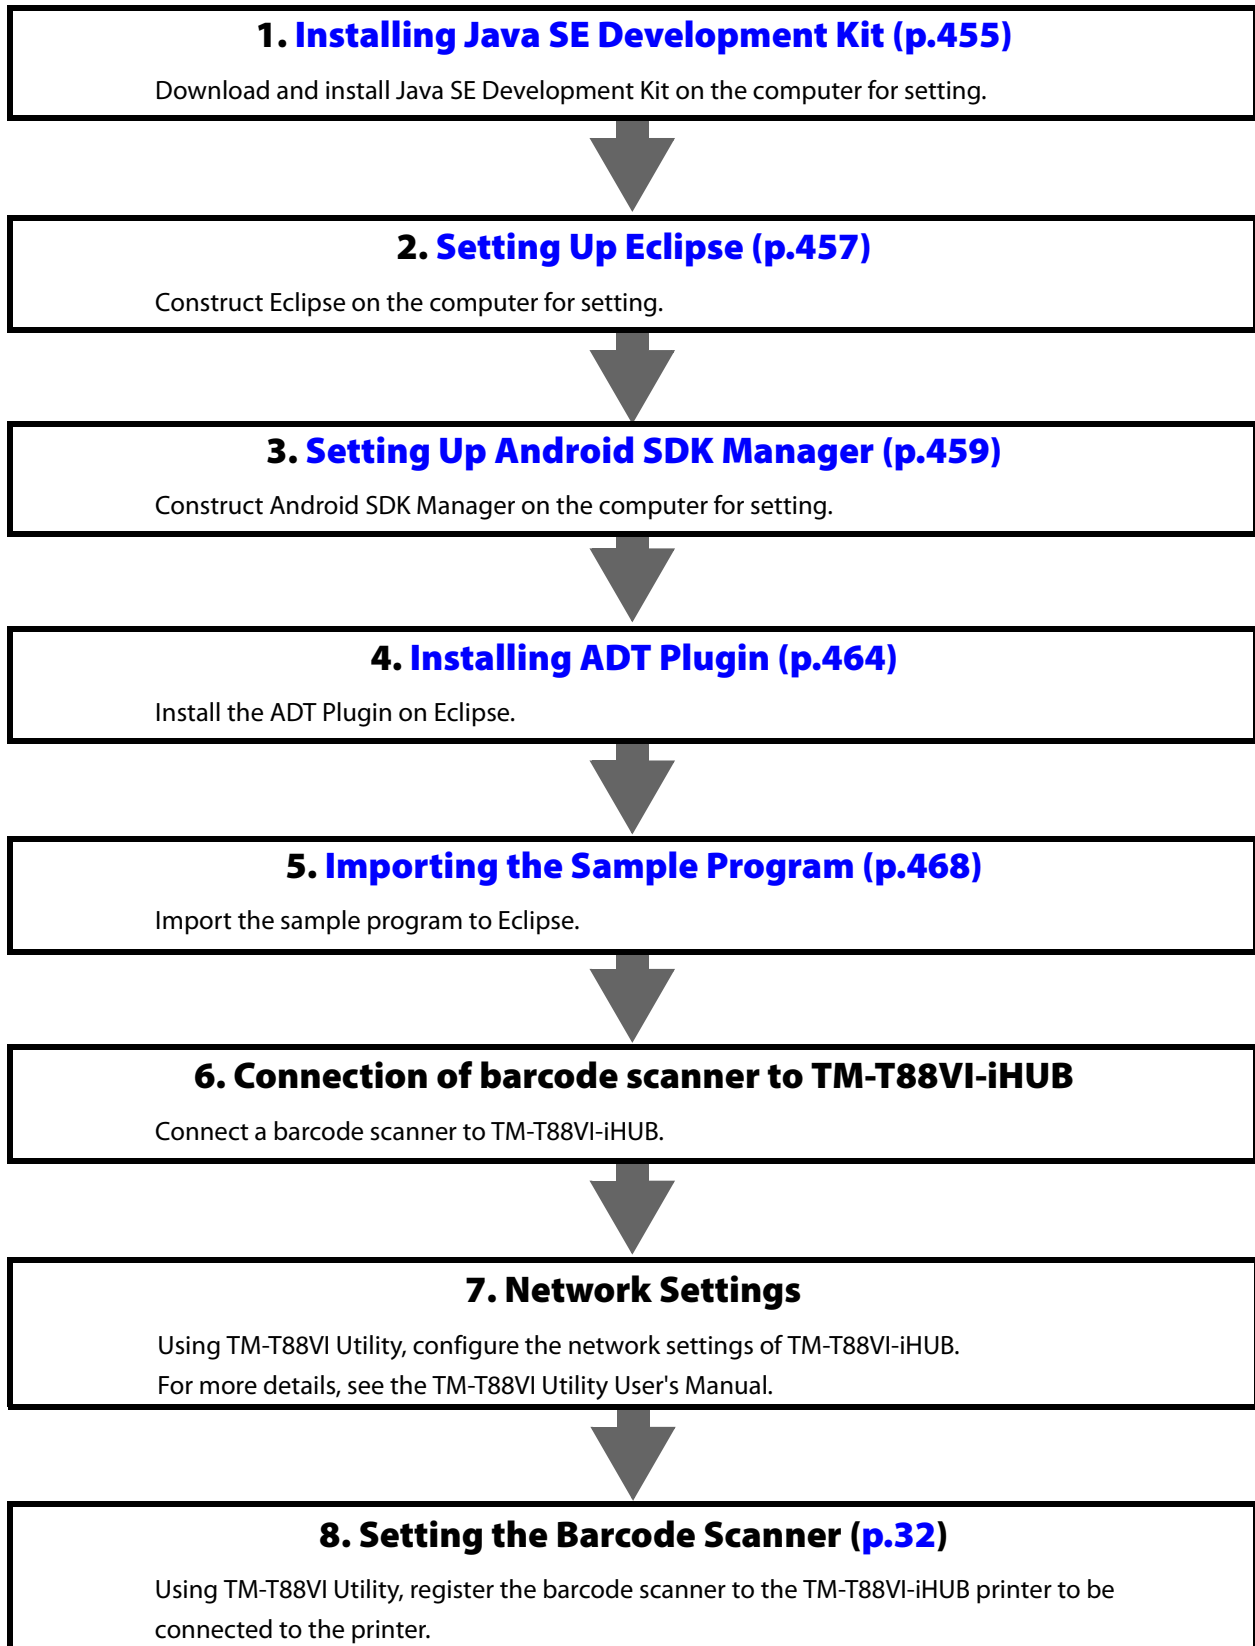 1. Installing Java SE Development Kit (p.455)
Download and install Java SE Development Kit on the computer for setting.
2. Setting Up Eclipse (p.457)
Construct Eclipse on the computer for setting.
3. Setting Up Android SDK Manager (p.459)
Construct Android SDK Manager on the computer for setting.
4. Installing ADT Plugin (p.464)
Install the ADT Plugin on Eclipse.
5. Importing the Sample Program (p.468)
Import the sample program to Eclipse.
6. Connection of barcode scanner to TM-T88VI-iHUB
Connect a barcode scanner to TM-T88VI-iHUB.
7. Network Settings
Using TM-T88VI Utility, configure the network settings of TM-T88VI-iHUB.
For more details, see the TM-T88VI Utility User's Manual.
8. Setting the Barcode Scanner (p.32)
Using TM-T88VI Utility, register the barcode scanner to the TM-T88VI-iHUB printer to be
connected to the printer.